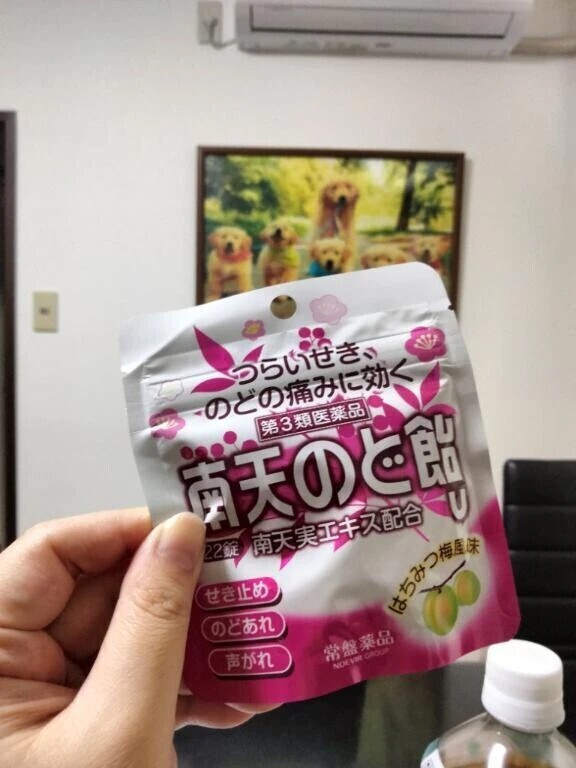 つらいせき、
のどの痛みに効く
第3類医薬品
南天のど飴
22錠 南天実エキス配合
はちみつ梅風味
せき止め
のどあれ
声がれ
常盤薬品
NOEVIR GROUP